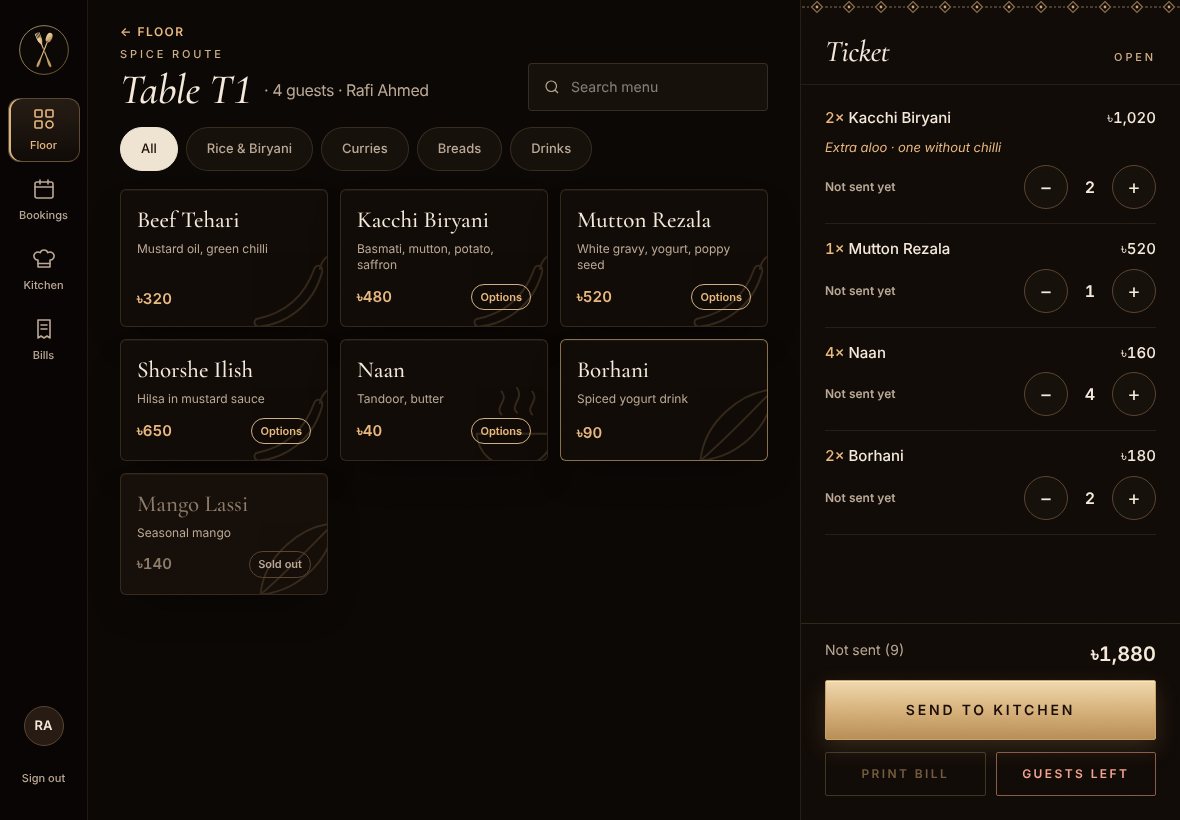 Floor
Bookings
Kitchen
Bills
RA
Sign out
← FLOOR
SPICE ROUTE
Table T1 · 4 guests · Rafi Ahmed
Search menu
All
Rice & Biryani
Curries
Breads
Drinks
Beef Tehari
Mustard oil, green chilli
৳320
Kacchi Biryani
Basmati, mutton, potato,
saffron
৳480
Options
Mutton Rezala
White gravy, yogurt, poppy
seed
৳520
Options
Shorshe Ilish
Hilsa in mustard sauce
৳650
Options
Naan
Tandoor, butter
৳40
Options
Borhani
Spiced yogurt drink
৳90
Mango Lassi
Seasonal mango
৳140
Sold out
Ticket
OPEN
2× Kacchi Biryani ৳1,020
Extra aloo · one without chilli
Not sent yet − 2 +
1× Mutton Rezala ৳520
Not sent yet − 1 +
4× Naan ৳160
Not sent yet − 4 +
2× Borhani ৳180
Not sent yet − 2 +
Not sent (9) ৳1,880
SEND TO KITCHEN
PRINT BILL
GUESTS LEFT